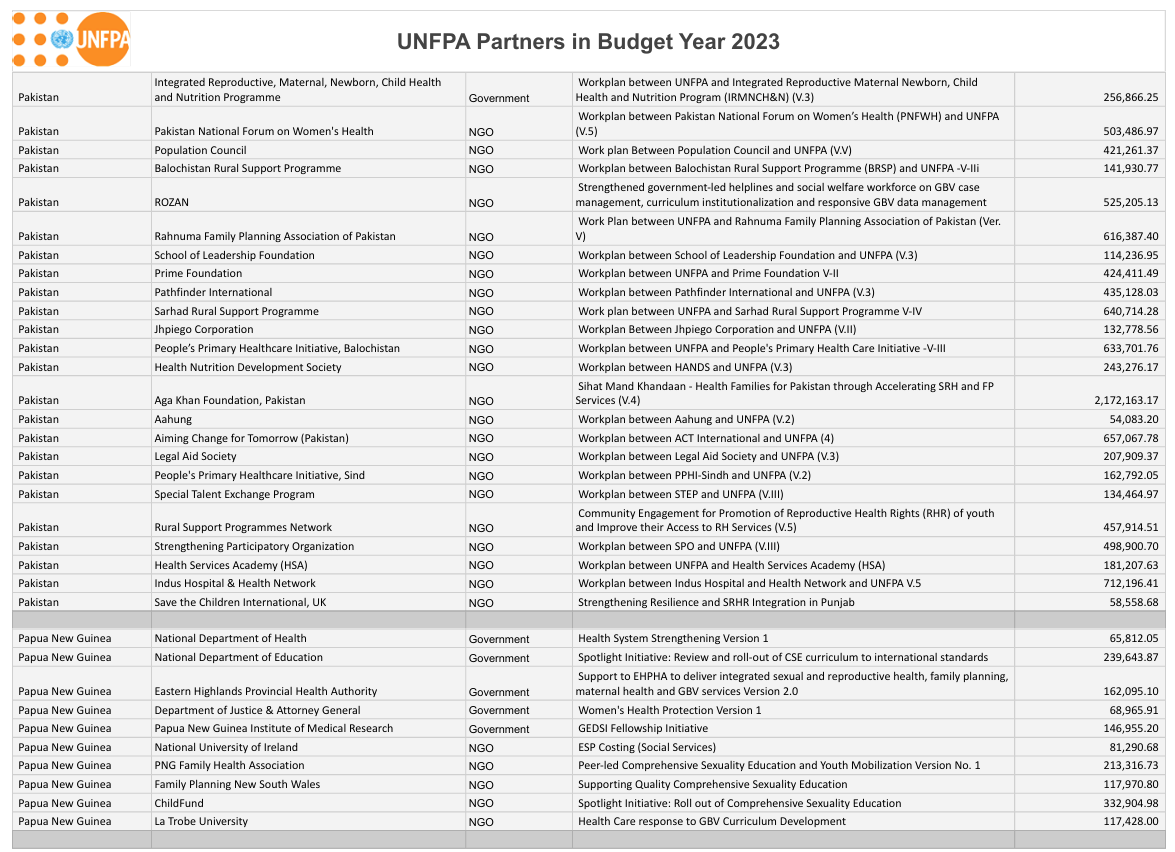 UNFPA
UNFPA Partners in Budget Year 2023
Integrated Reproductive, Maternal, Newborn, Child Health
Workplan between UNFPA and Integrated Reproductive Maternal Newborn, Child
Pakistan and Nutrition Programme Government Health and Nutrition Program (IRMNCH&N) (V.3) 256,866.25
Workplan between Pakistan National Forum on Women’s Health (PNFWH) and UNFPA
Pakistan Pakistan National Forum on Women's Health NGO (V.5) 503,486.97
Pakistan Population Council NGO Work plan Between Population Council and UNFPA (V.V) 421,261.37
Pakistan Balochistan Rural Support Programme NGO Workplan between Balochistan Rural Support Programme (BRSP) and UNFPA -V-IIi 141,930.77
Strengthened government-led helplines and social welfare workforce on GBV case
Pakistan ROZAN NGO management, curriculum institutionalization and responsive GBV data management 525,205.13
Work Plan between UNFPA and Rahnuma Family Planning Association of Pakistan (Ver.
Pakistan Rahnuma Family Planning Association of Pakistan NGO V) 616,387.40
Pakistan School of Leadership Foundation NGO Workplan between School of Leadership Foundation and UNFPA (V.3) 114,236.95
Pakistan Prime Foundation NGO Workplan between UNFPA and Prime Foundation V-II 424,411.49
Pakistan Pathfinder International NGO Workplan between Pathfinder International and UNFPA (V.3) 435,128.03
Pakistan Sarhad Rural Support Programme NGO Work plan between UNFPA and Sarhad Rural Support Programme V-IV 640,714.28
Pakistan Jhpiego Corporation NGO Workplan Between Jhpiego Corporation and UNFPA (V.II) 132,778.56
Pakistan People’s Primary Healthcare Initiative, Balochistan NGO Workplan between UNFPA and People's Primary Health Care Initiative -V-III 633,701.76
Pakistan Health Nutrition Development Society NGO Workplan between HANDS and UNFPA (V.3) 243,276.17
Sihat Mand Khandaan - Health Families for Pakistan through Accelerating SRH and FP
Pakistan Aga Khan Foundation, Pakistan NGO Services (V.4) 2,172,163.17
Pakistan Aahung NGO Workplan between Aahung and UNFPA (V.2) 54,083.20
Pakistan Aiming Change for Tomorrow (Pakistan) NGO Workplan between ACT International and UNFPA (4) 657,067.78
Pakistan Legal Aid Society NGO Workplan between Legal Aid Society and UNFPA (V.3) 207,909.37
Pakistan People's Primary Healthcare Initiative, Sind NGO Workplan between PPHI-Sindh and UNFPA (V.2) 162,792.05
Pakistan Special Talent Exchange Program NGO Workplan between STEP and UNFPA (V.III) 134,464.97
Community Engagement for Promotion of Reproductive Health Rights (RHR) of youth
Pakistan Rural Support Programmes Network NGO and Improve their Access to RH Services (V.5) 457,914.51
Pakistan Strengthening Participatory Organization NGO Workplan between SPO and UNFPA (V.III) 498,900.70
Pakistan Health Services Academy (HSA) NGO Workplan between UNFPA and Health Services Academy (HSA) 181,207.63
Pakistan Indus Hospital & Health Network NGO Workplan between Indus Hospital and Health Network and UNFPA V.5 712,196.41
Pakistan Save the Children International, UK NGO Strengthening Resilience and SRHR Integration in Punjab 58,558.68
Papua New Guinea National Department of Health Government Health System Strengthening Version 1 65,812.05
Papua New Guinea National Department of Education Government Spotlight Initiative: Review and roll-out of CSE curriculum to international standards 239,643.87
Support to EHPHA to deliver integrated sexual and reproductive health, family planning,
Papua New Guinea Eastern Highlands Provincial Health Authority Government maternal health and GBV services Version 2.0 162,095.10
Papua New Guinea Department of Justice & Attorney General Government Women's Health Protection Version 1 68,965.91
Papua New Guinea Papua New Guinea Institute of Medical Research Government GEDSI Fellowship Initiative 146,955.20
Papua New Guinea National University of Ireland NGO ESP Costing (Social Services) 81,290.68
Papua New Guinea PNG Family Health Association NGO Peer-led Comprehensive Sexuality Education and Youth Mobilization Version No. 1 213,316.73
Papua New Guinea Family Planning New South Wales NGO Supporting Quality Comprehensive Sexuality Education 117,970.80
Papua New Guinea ChildFund NGO Spotlight Initiative: Roll out of Comprehensive Sexuality Education 332,904.98
Papua New Guinea La Trobe University NGO Health Care response to GBV Curriculum Development 117,428.00